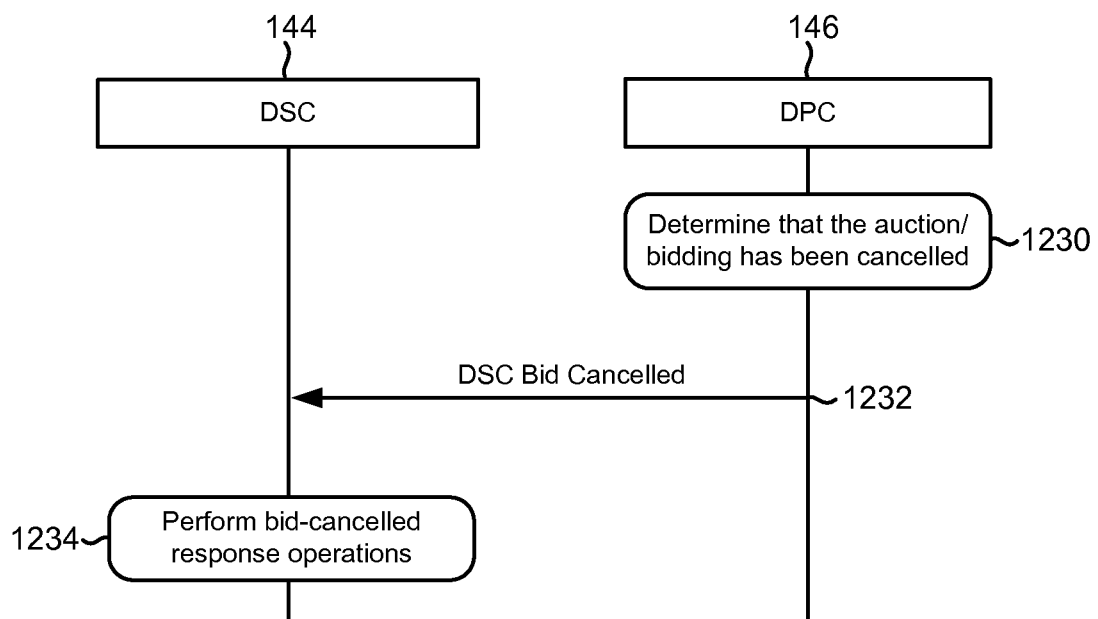 144
146
DSC
DPC
Determine that the auction/
bidding has been cancelled
1230
DSC Bid Cancelled
1232
Perform bid-cancelled
response operations
1234